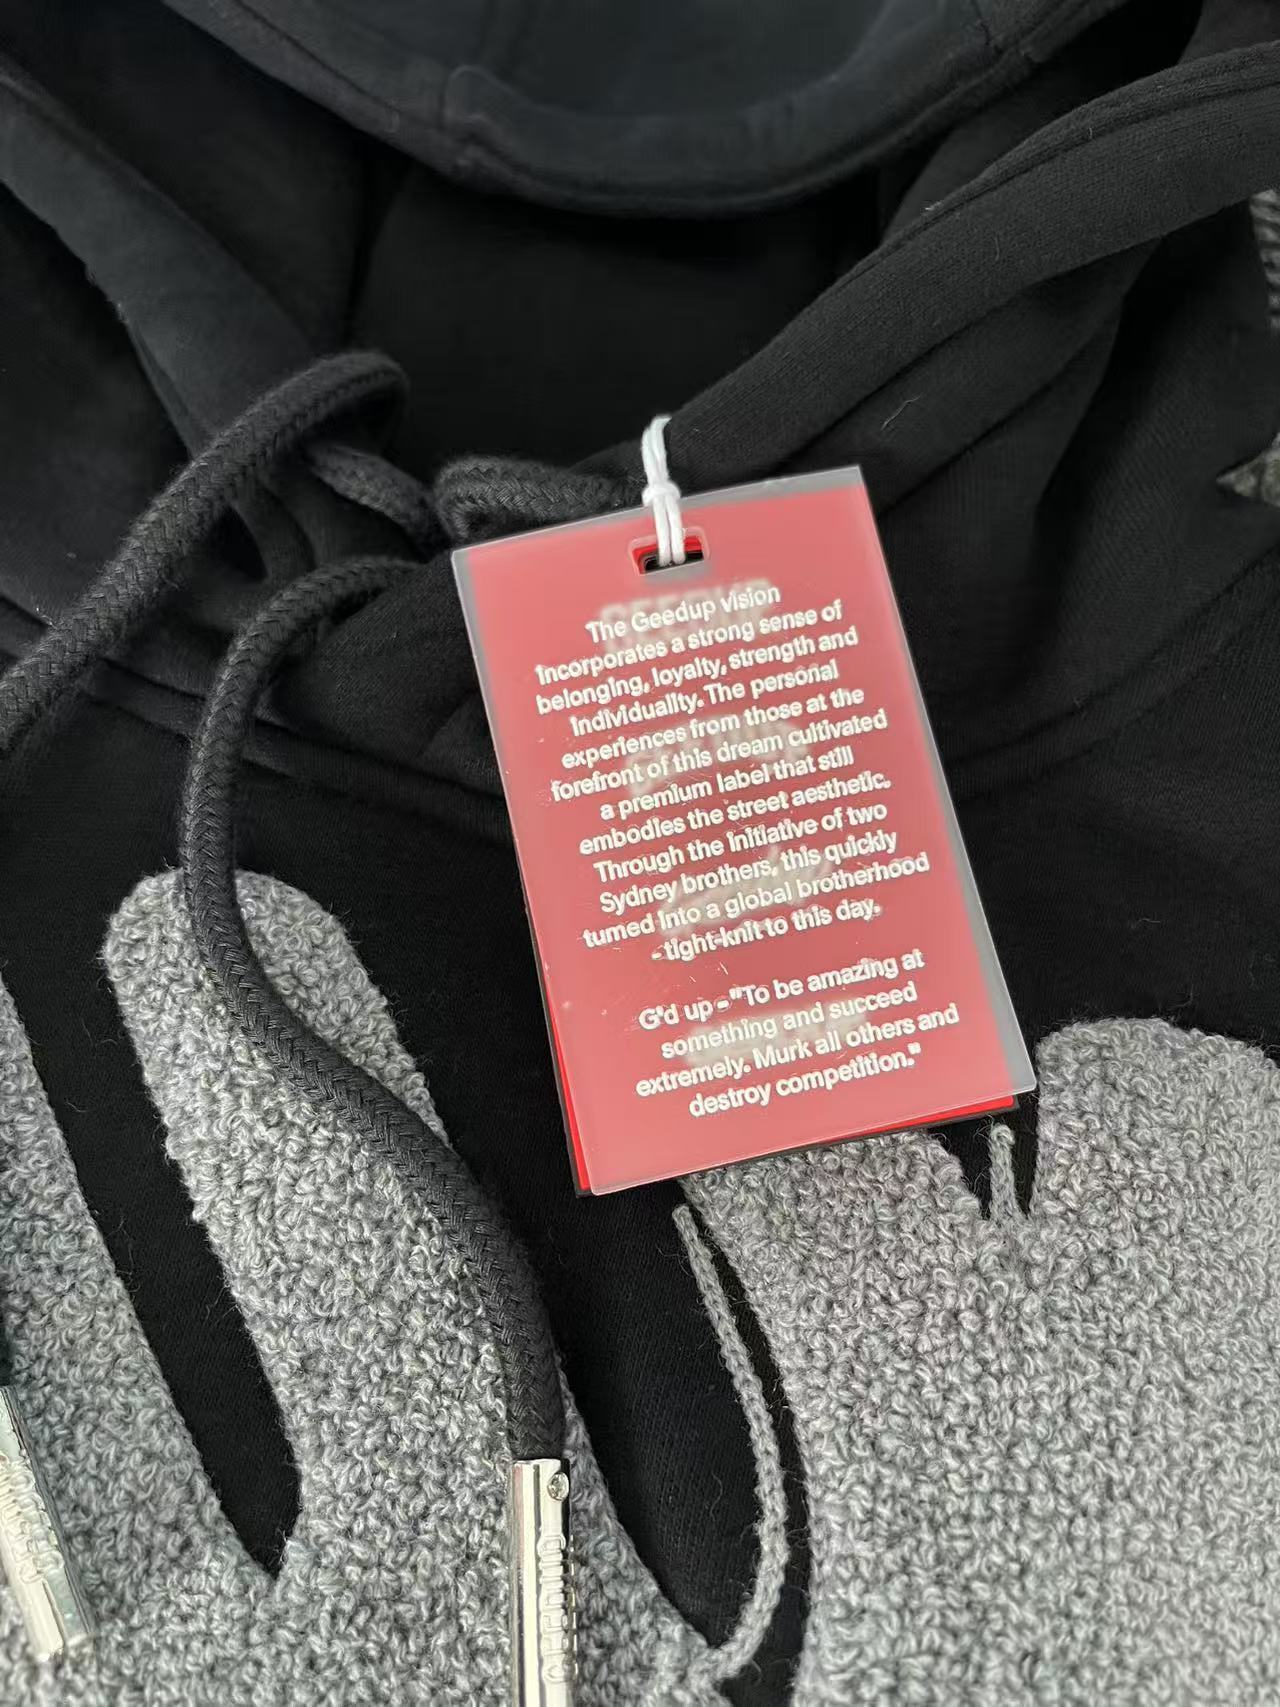 The Geedup vision
incorporates a strong sense of
belonging, loyalty, strength and
individuality. The personal
experiences from those at the
forefront of this dream cultivated
a premium label that still
embodies the street aesthetic.
Through the initiative of two
Sydney brothers, this quickly
turned into a global brotherhood
- tight-knit to this day.
G'd up - "To be amazing at
something and succeed
extremely. Murk all others and
destroy competition."
GEEDUP